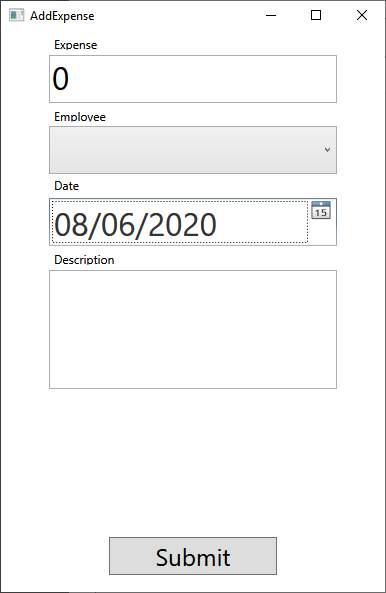 AddExpense
Expense
0
Employee
Date
08/06/2020
15
Description
Submit